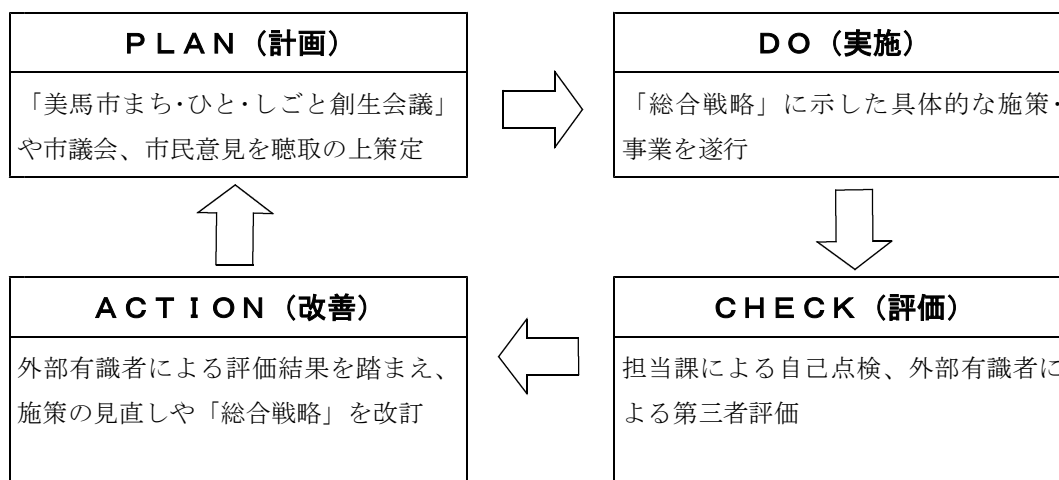 ＰＬＡＮ（計画）
「美馬市まち・ひと・しごと創生会議」
や市議会、市民意見を聴取の上策定
ＤＯ（実施）
「総合戦略」に示した具体的な施策・
事業を遂行
ＡＣＴＩＯＮ（改善）
外部有識者による評価結果を踏まえ、
施策の見直しや「総合戦略」を改訂
ＣＨＥＣＫ（評価）
担当課による自己点検、外部有識者に
よる第三者評価